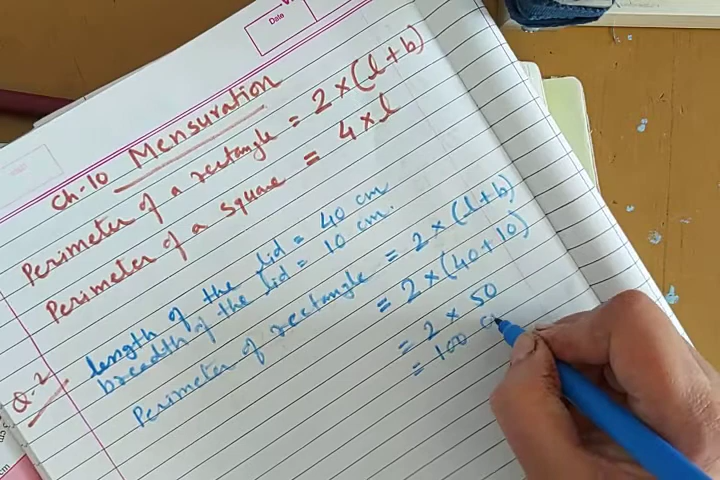 Date
Ch-10 Mensuration
Perimeter of a rectangle = 2×(l+b)
Perimeter of a square = 4×l
Q.2 length of the lid = 40 cm
breadth of the lid = 10 cm.
Perimeter of rectangle = 2×(l+b)
= 2×(40+10)
= 2 × 50
= 100 c
cm